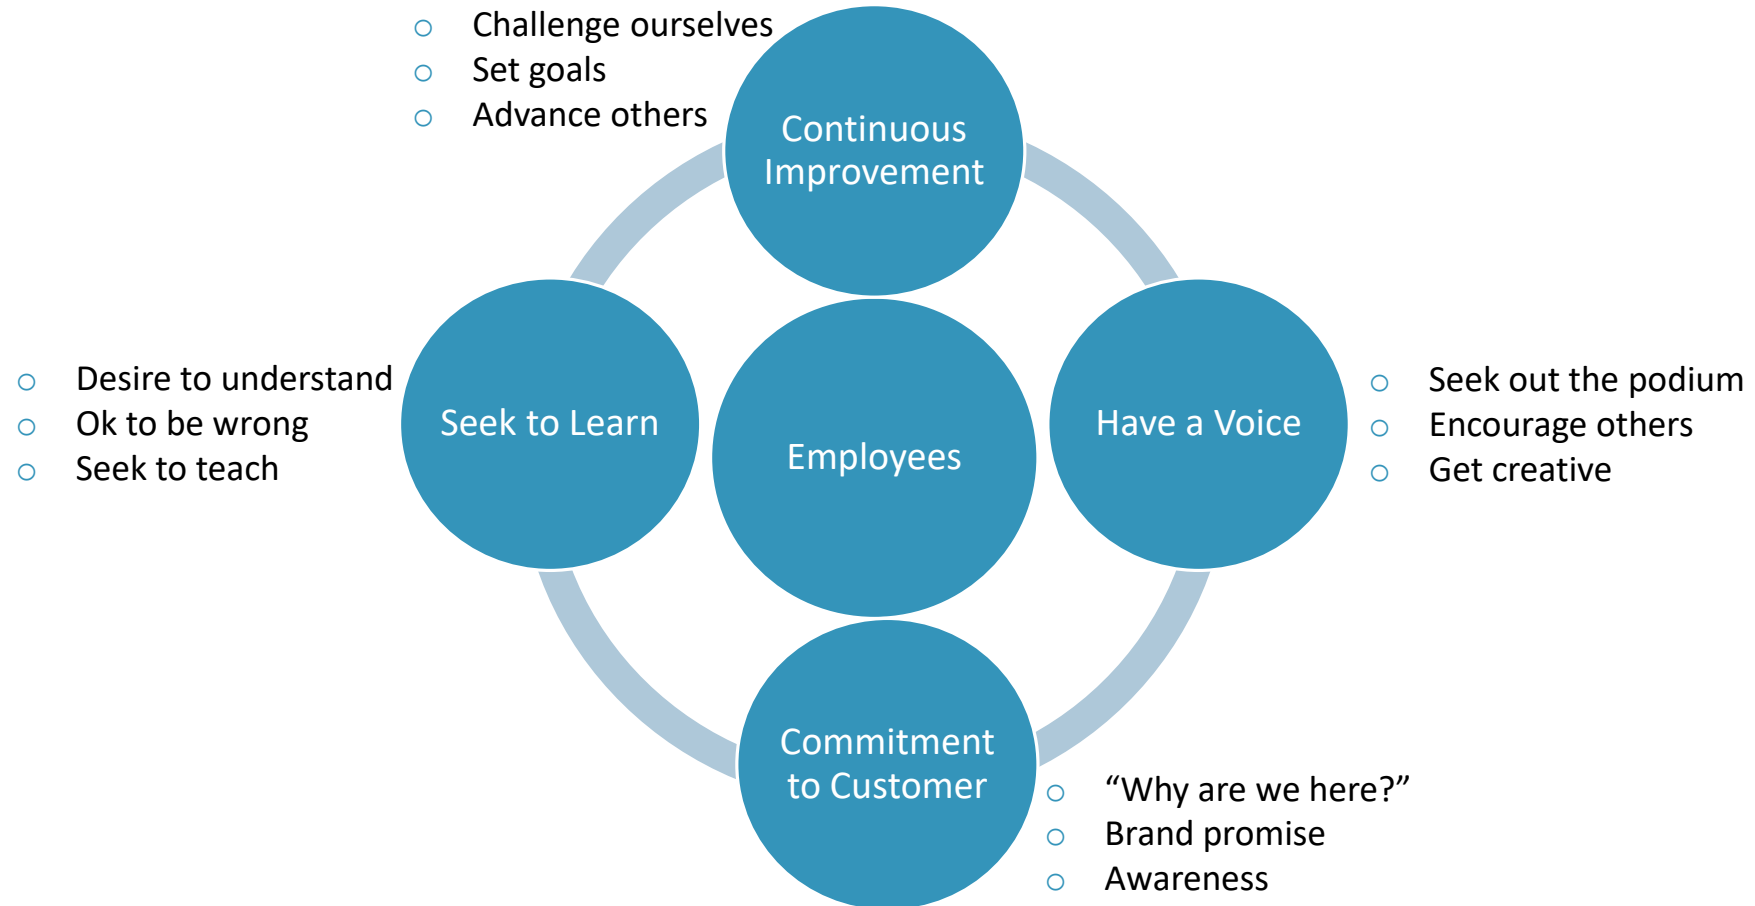 ○ Challenge ourselves
○ Set goals
○ Advance others
Continuous
Improvement
○ Desire to understand
○ Ok to be wrong
○ Seek to teach
Seek to Learn
Employees
Have a Voice
○ Seek out the podium
○ Encourage others
○ Get creative
Commitment
to Customer
○ “Why are we here?”
○ Brand promise
○ Awareness